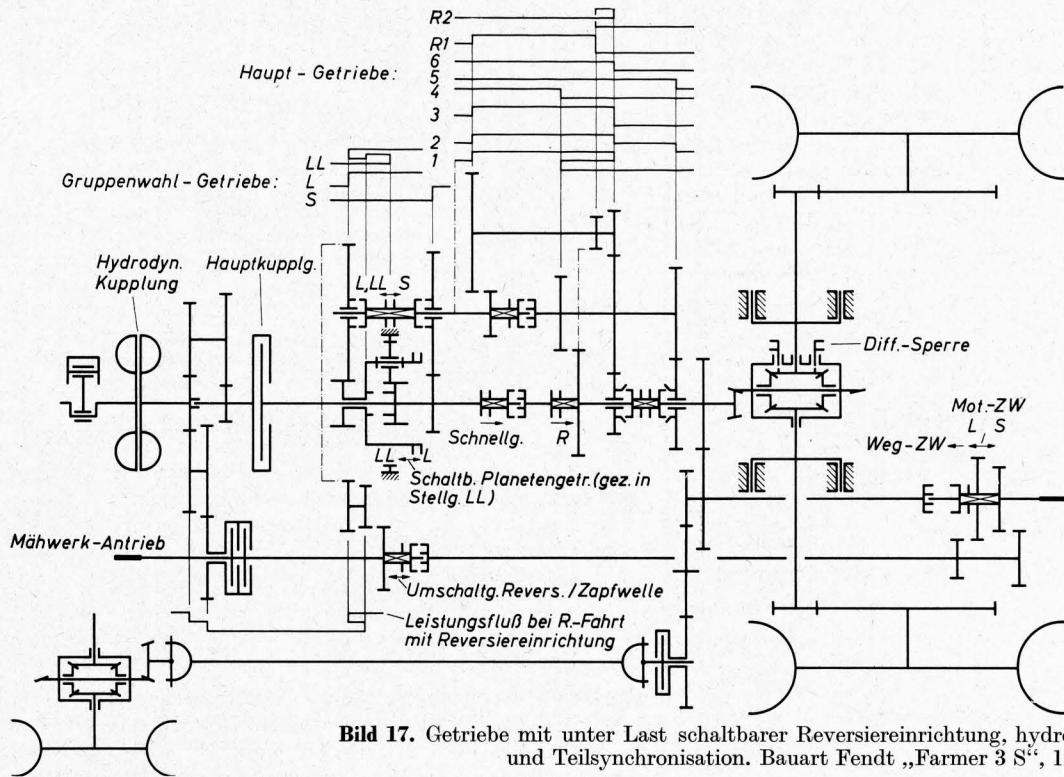 R2
R1
6
Haupt-Getriebe:
5
4
3
2
LL
1
Gruppenwahl-Getriebe:
L
S
Hydrodyn.
Kupplung
Hauptkupplg.
L,LL S
Diff.-Sperre
Mot.-ZW
L S
Schnellg.
R
Weg-ZW
LL L
Schaltb. Planetengetr.(gez. in
Stellg. LL)
Mähwerk-Antrieb
Umschaltg. Revers./Zapfwelle
Leistungsfluß bei R.-Fahrt
mit Reversiereinrichtung
Bild 17. Getriebe mit unter Last schaltbarer Reversiereinrichtung, hydro
und Teilsynchronisation. Bauart Fendt „Farmer 3 S“, 1